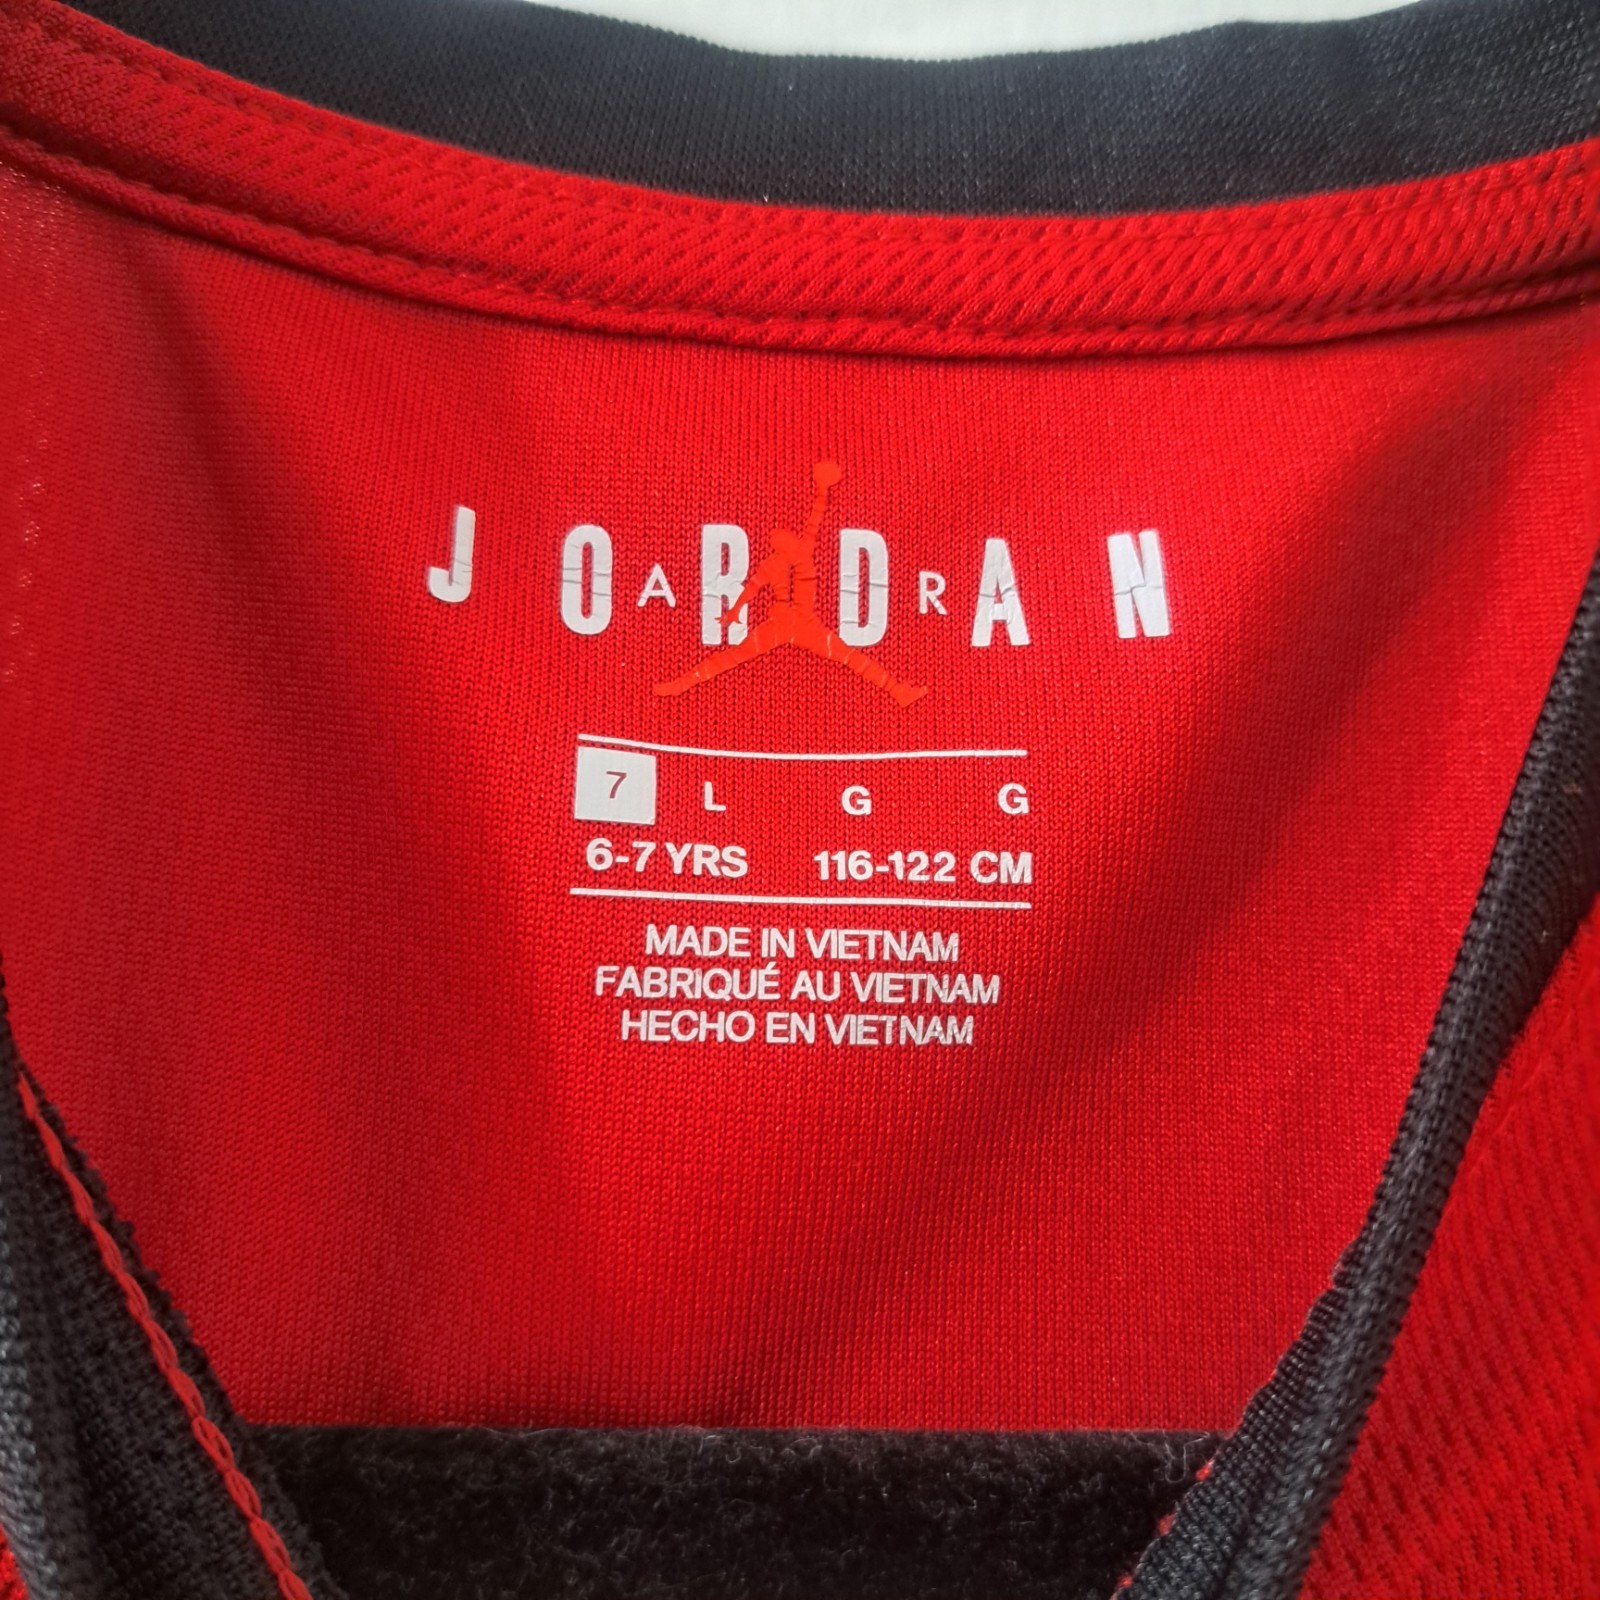 JORDAN
AIR
7 L G G
6-7 YRS 116-122 CM
MADE IN VIETNAM
FABRIQUÉ AU VIETNAM
HECHO EN VIETNAM